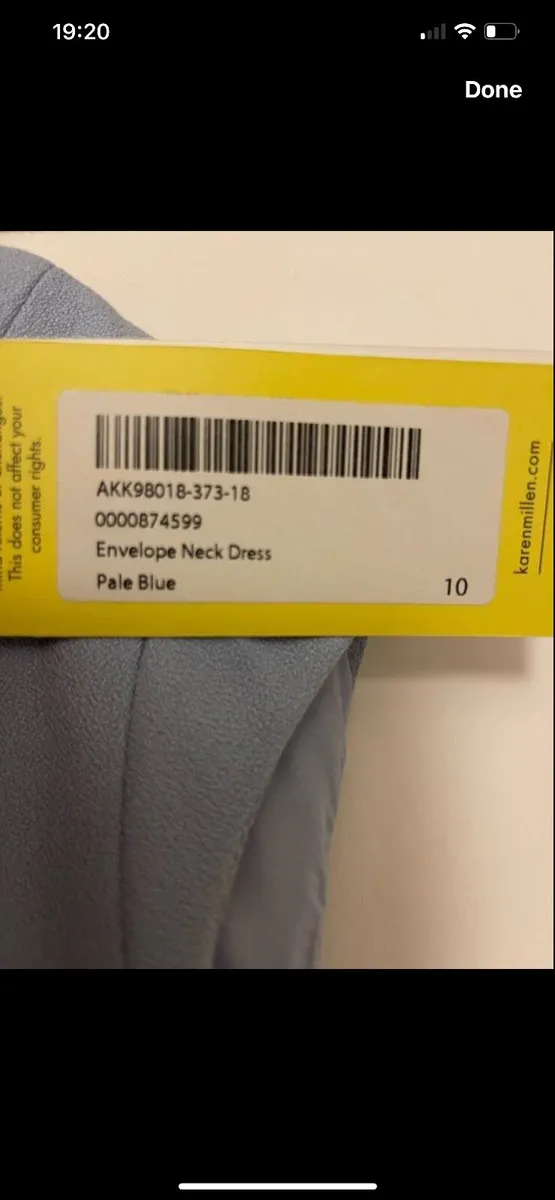 19:20
Done
This does not affect your
consumer rights.
AKK98018-373-18
0000874599
Envelope Neck Dress
Pale Blue
10
karenmillen.com